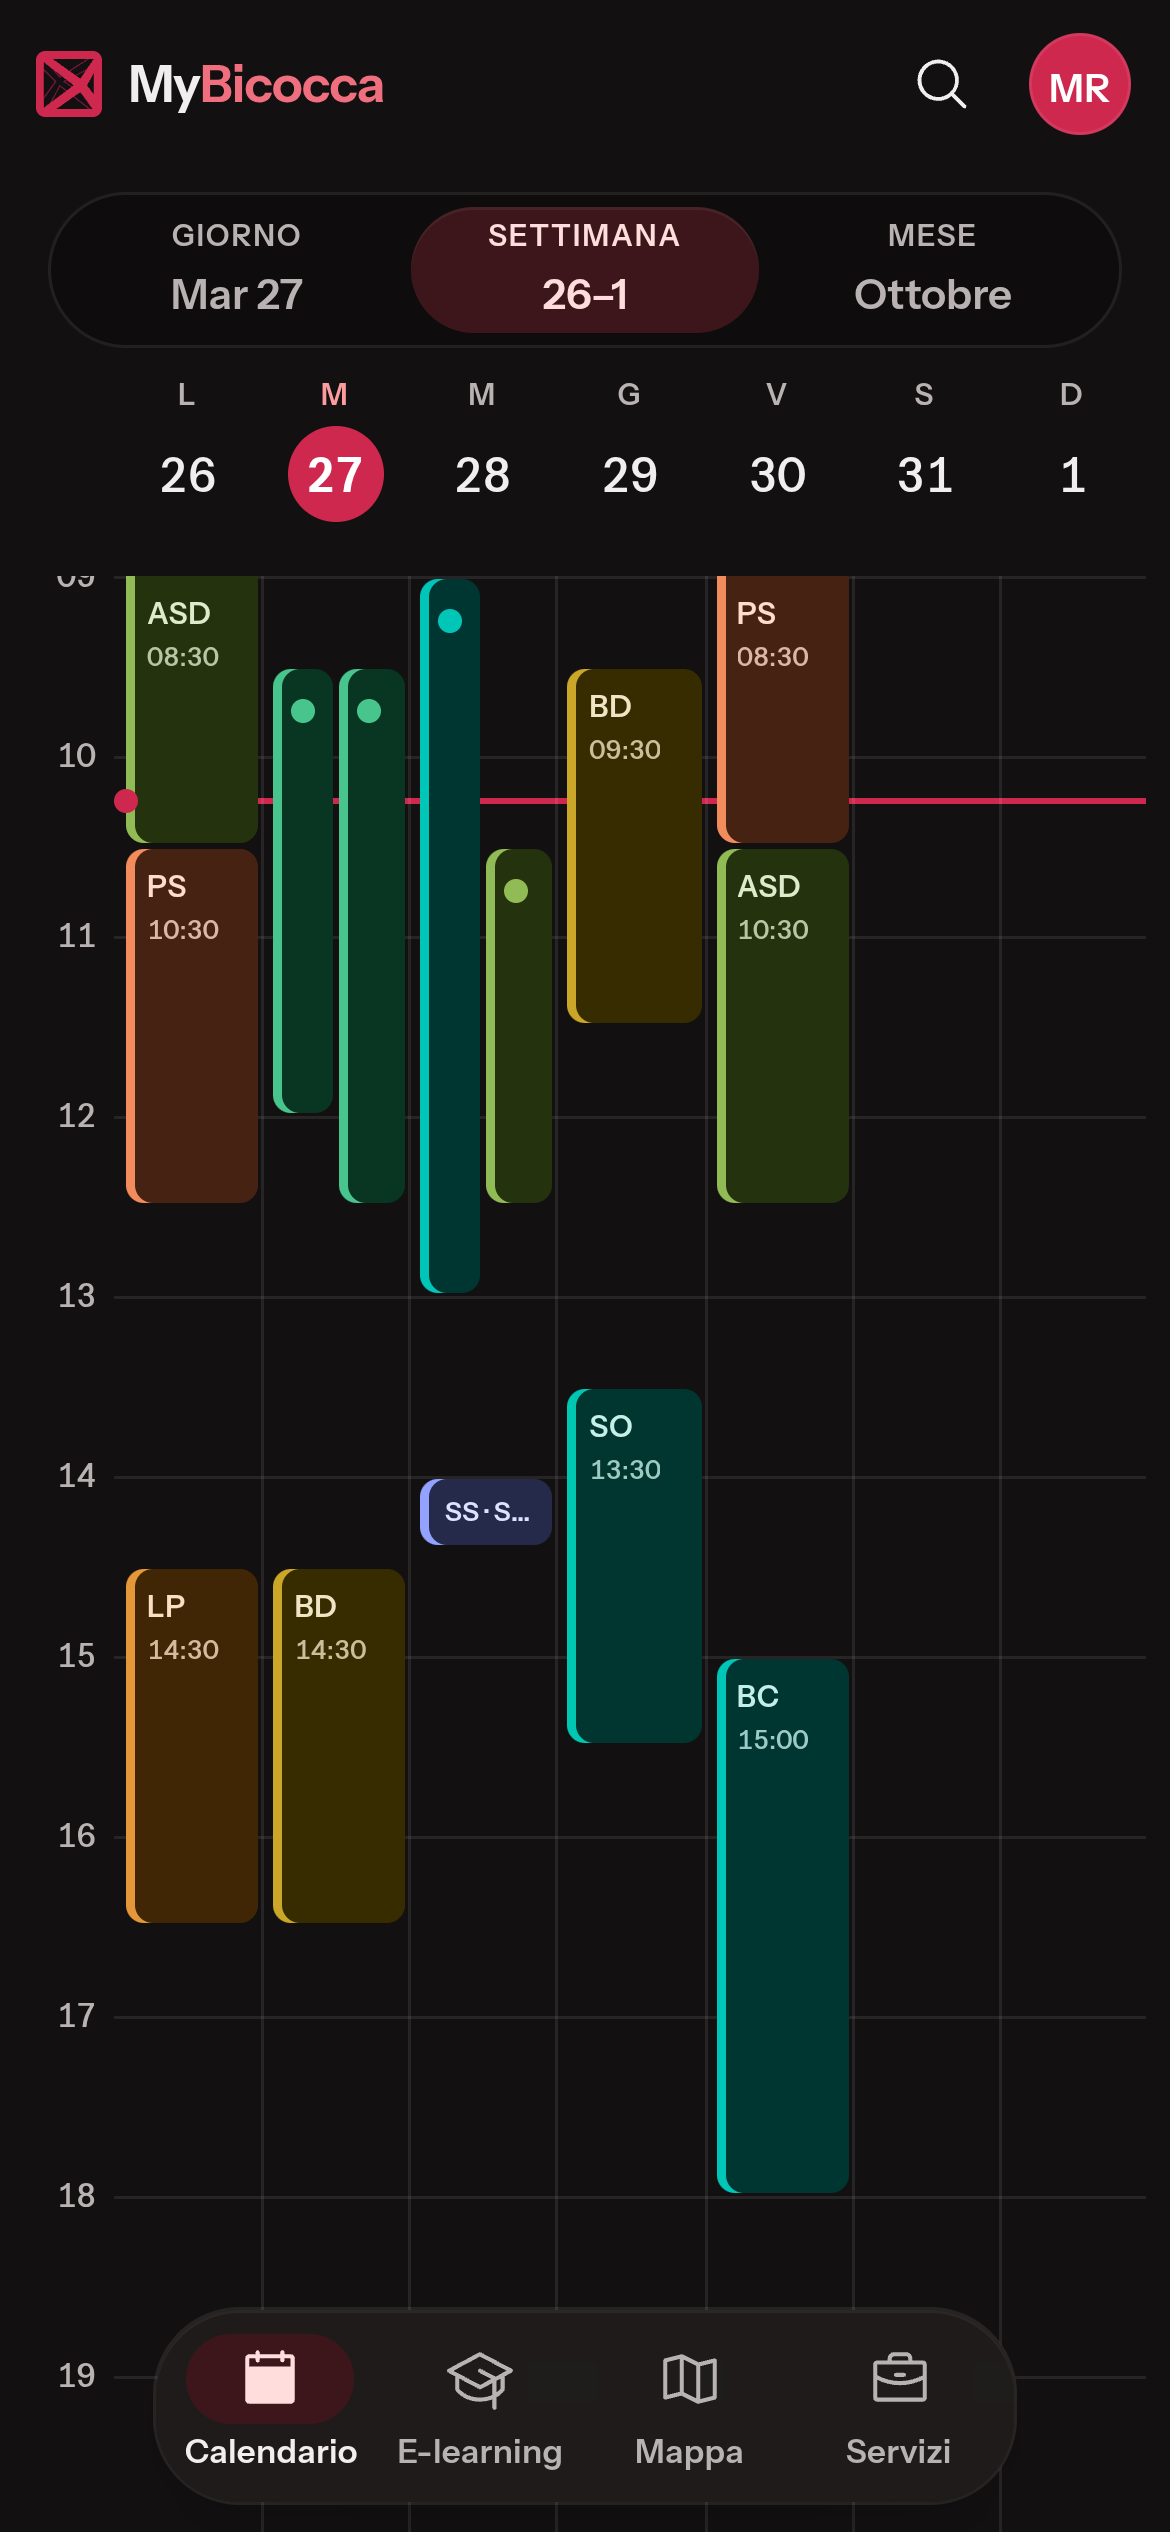 MyBicocca
MR
GIORNO
Mar 27
SETTIMANA
26–1
MESE
Ottobre
L
M
M
G
V
S
D
26
27
28
29
30
31
1
09
10
11
12
13
14
15
16
17
18
19
ASD
08:30
PS
10:30
LP
14:30
BD
14:30
SS·S...
BD
09:30
SO
13:30
PS
08:30
ASD
10:30
BC
15:00
Calendario
E-learning
Mappa
Servizi